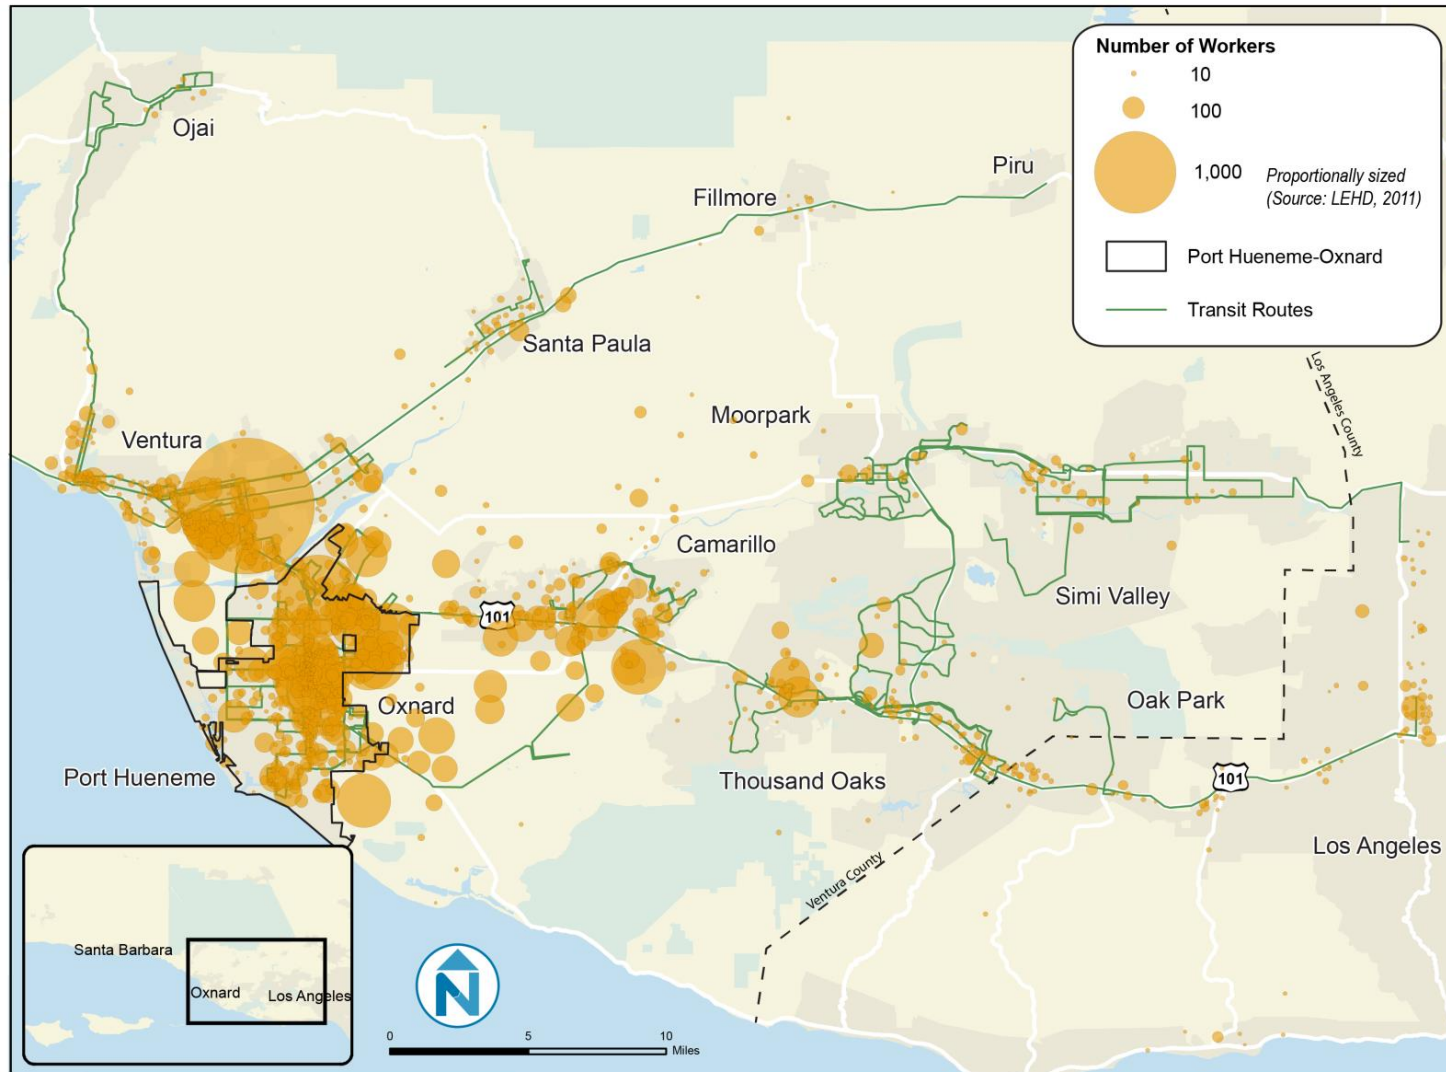 Number of Workers
10
100
1,000
Proportionally sized
(Source: LEHD, 2011)
Port Hueneme-Oxnard
Transit Routes
Ojai
Piru
Fillmore
Santa Paula
Los Angeles County
Moorpark
Ventura
Camarillo
101
Simi Valley
Oxnard
Oak Park
Port Hueneme
Thousand Oaks
101
Los Angeles
Ventura County
Santa Barbara
Oxnard
Los Angeles
N
0
5
10
Miles